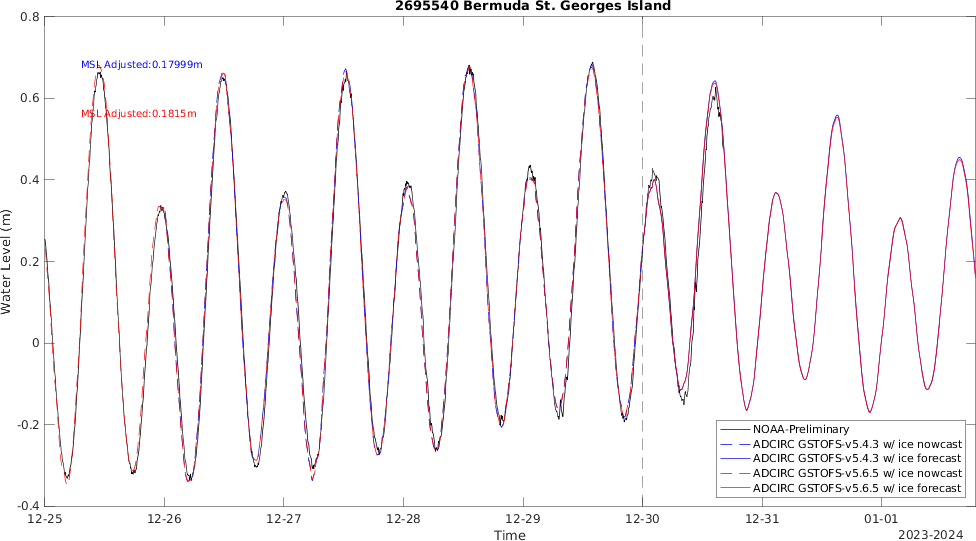 2695540 Bermuda St. Georges Island
0.8
MSL Adjusted:0.17999m
0.6
MSL Adjusted:0.1815m
0.4
Water Level (m)
0.2
0
-0.2
-0.4
NOAA-Preliminary
ADCIRC GSTOFS-v5.4.3 w/ ice nowcast
ADCIRC GSTOFS-v5.4.3 w/ ice forecast
ADCIRC GSTOFS-v5.6.5 w/ ice nowcast
ADCIRC GSTOFS-v5.6.5 w/ ice forecast
12-25 12-26 12-27 12-28 12-29 12-30 12-31 01-01
Time
2023-2024